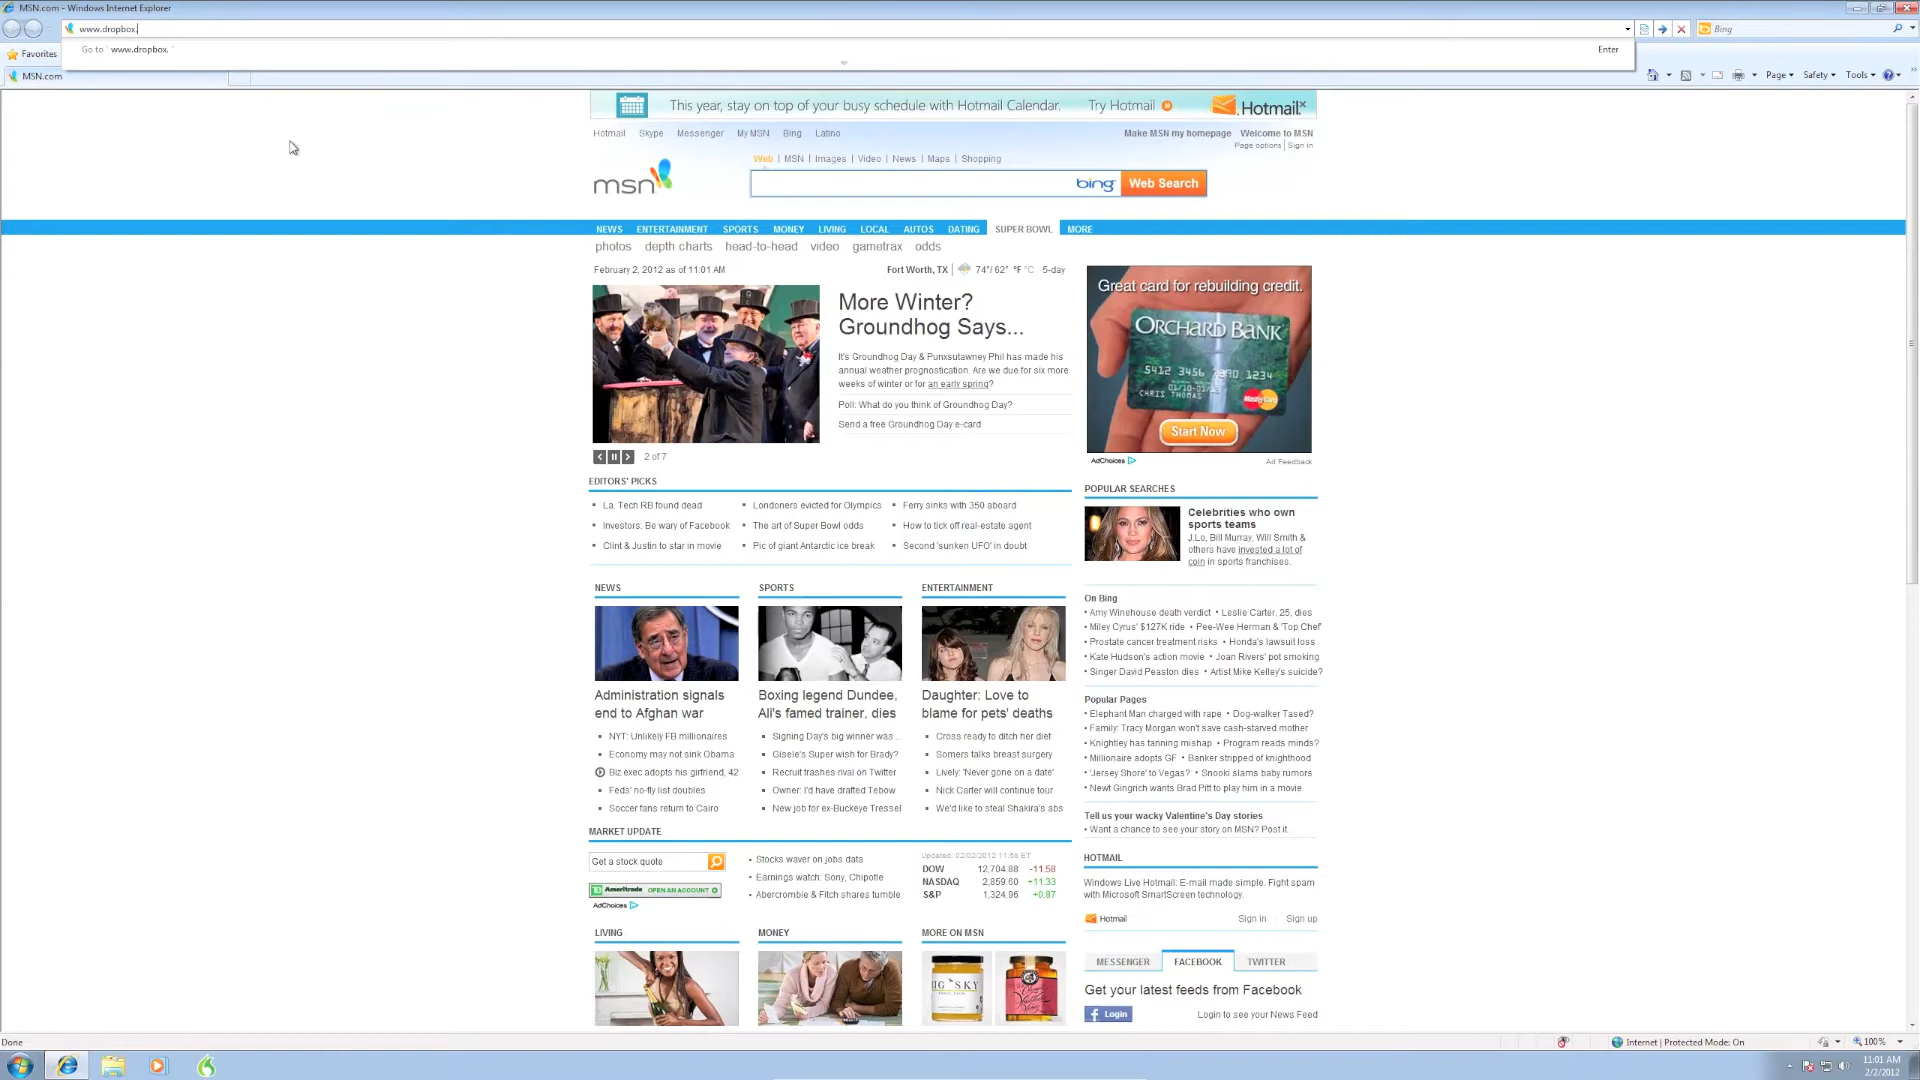 MSN.com - Windows Internet Explorer
www.dropbox.
Bing
Go to ' www.dropbox. '
Enter
Favorites
MSN.com
Page
Safety
Tools
This year, stay on top of your busy schedule with Hotmail Calendar. Try Hotmail
Hotmail
Hotmail Skype Messenger My MSN Bing Latino
Make MSN my homepage Welcome to MSN
Page options | Sign in
Web | MSN | Images | Video | News | Maps | Shopping
msn
bing
Web Search
NEWS ENTERTAINMENT SPORTS MONEY LIVING LOCAL AUTOS DATING SUPER BOWL MORE
photos depth charts head-to-head video gametrax odds
February 2, 2012 as of 11:01 AM
Fort Worth, TX | 74°/ 62° °F °C 5-day
More Winter?
Groundhog Says...
It's Groundhog Day & Punxsutawney Phil has made his
annual weather prognostication. Are we due for six more
weeks of winter or for an early spring?
Poll: What do you think of Groundhog Day?
Send a free Groundhog Day e-card
2 of 7
Great card for rebuilding credit.
ORCHARD BANK
5412 3456 7890 1234
CHRIS THOMAS
MasterCard
Start Now
AdChoices
Ad Feedback
EDITORS' PICKS
La. Tech RB found dead
Investors: Be wary of Facebook
Clint & Justin to star in movie
Londoners evicted for Olympics
The art of Super Bowl odds
Pic of giant Antarctic ice break
Ferry sinks with 350 aboard
How to tick off real-estate agent
Second 'sunken UFO' in doubt
POPULAR SEARCHES
Celebrities who own
sports teams
J.Lo, Bill Murray, Will Smith &
others have invested a lot of
coin in sports franchises.
NEWS
Administration signals
end to Afghan war
NYT: Unlikely FB millionaires
Economy may not sink Obama
Biz exec adopts his girlfriend, 42
Feds' no-fly list doubles
Soccer fans return to Cairo
SPORTS
Boxing legend Dundee,
Ali's famed trainer, dies
Signing Day's big winner was ...
Gisele's Super wish for Brady?
Recruit trashes rival on Twitter
Owner: I'd have drafted Tebow
New job for ex-Buckeye Tressel
ENTERTAINMENT
Daughter: Love to
blame for pets' deaths
Cross ready to ditch her diet
Somers talks breast surgery
Lively: 'Never gone on a date'
Nick Carter will continue tour
We'd like to steal Shakira's abs
On Bing
• Amy Winehouse death verdict • Leslie Carter, 25, dies
• Miley Cyrus' $127K ride • Pee-Wee Herman & 'Top Chef'
• Prostate cancer treatment risks • Honda's lawsuit loss
• Kate Hudson's action movie • Joan Rivers' pot smoking
• Singer David Peaston dies • Artist Mike Kelley's suicide?
Popular Pages
• Elephant Man charged with rape • Dog-walker Tased?
• Family: Tracy Morgan won't save cash-starved mother
• Knightley has tanning mishap • Program reads minds?
• Millionaire adopts GF • Banker stripped of knighthood
• 'Jersey Shore' to Vegas? • Snooki slams baby rumors
• Newt Gingrich wants Brad Pitt to play him in a movie
Tell us your wacky Valentine's Day stories
• Want a chance to see your story on MSN? Post it
MARKET UPDATE
Get a stock quote
Ameritrade OPEN AN ACCOUNT
AdChoices
Stocks waver on jobs data
Earnings watch: Sony, Chipotle
Abercrombie & Fitch shares tumble
Updated: 02/02/2012 11:58 ET
DOW 12,704.88 -11.58
NASDAQ 2,859.60 +11.33
S&P 1,324.96 +0.87
HOTMAIL
Windows Live Hotmail: E-mail made simple. Fight spam
with Microsoft SmartScreen technology.
Hotmail
Sign in Sign up
LIVING
MONEY
MORE ON MSN
BIG SKY
MESSENGER FACEBOOK TWITTER
Get your latest feeds from Facebook
Login
Login to see your News Feed
Done
Internet | Protected Mode: On
100%
11:01 AM
2/2/2012